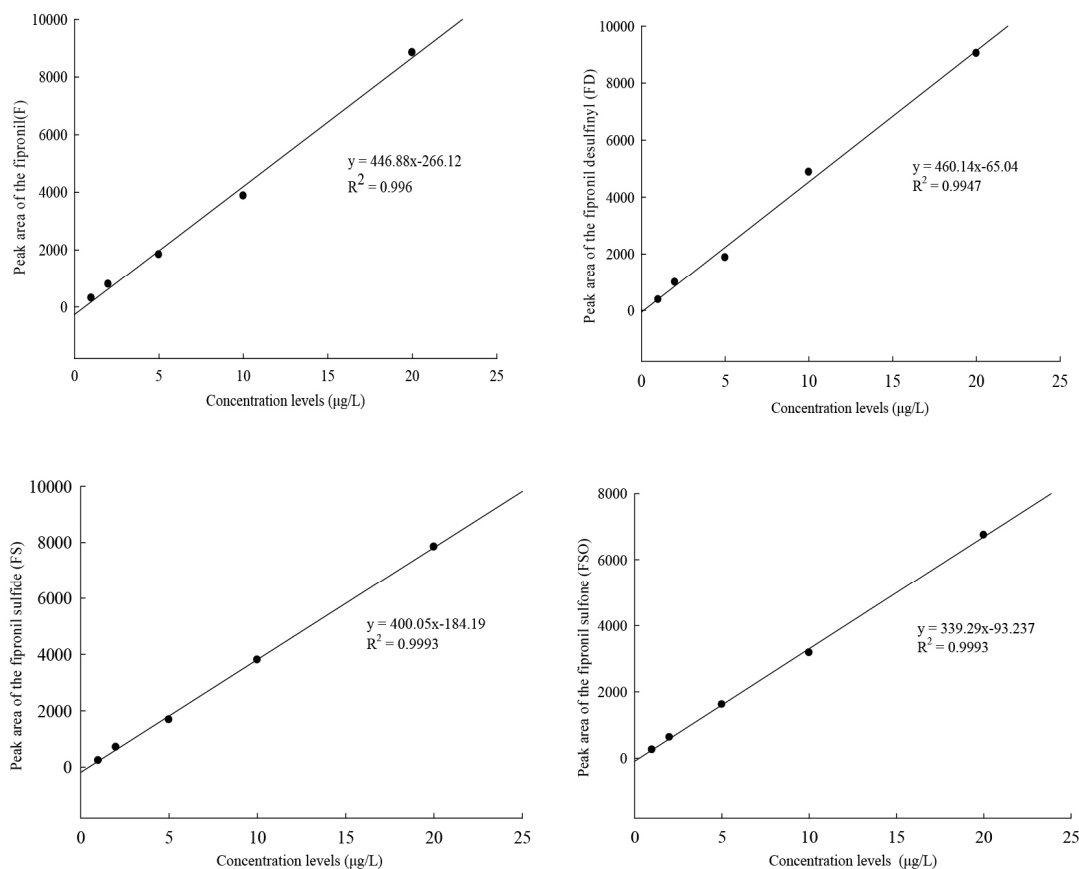 10000
8000
6000
4000
2000
0
Peak area of the fipronil(F)
y = 446.88x-266.12
R2 = 0.996
0 5 10 15 20 25
Concentration levels (μg/L)
10000
8000
6000
4000
2000
0
Peak area of the fipronil desulfinyl (FD)
y = 460.14x-65.04
R2 = 0.9947
0 5 10 15 20 25
Concentration levels (μg/L)
10000
8000
6000
4000
2000
0
Peak area of the fipronil sulfide (FS)
y = 400.05x-184.19
R2 = 0.9993
0 5 10 15 20 25
Concentration levels (μg/L)
8000
6000
4000
2000
0
Peak area of the fipronil sulfone (FSO)
y = 339.29x-93.237
R2 = 0.9993
0 5 10 15 20 25
Concentration levels (μg/L)